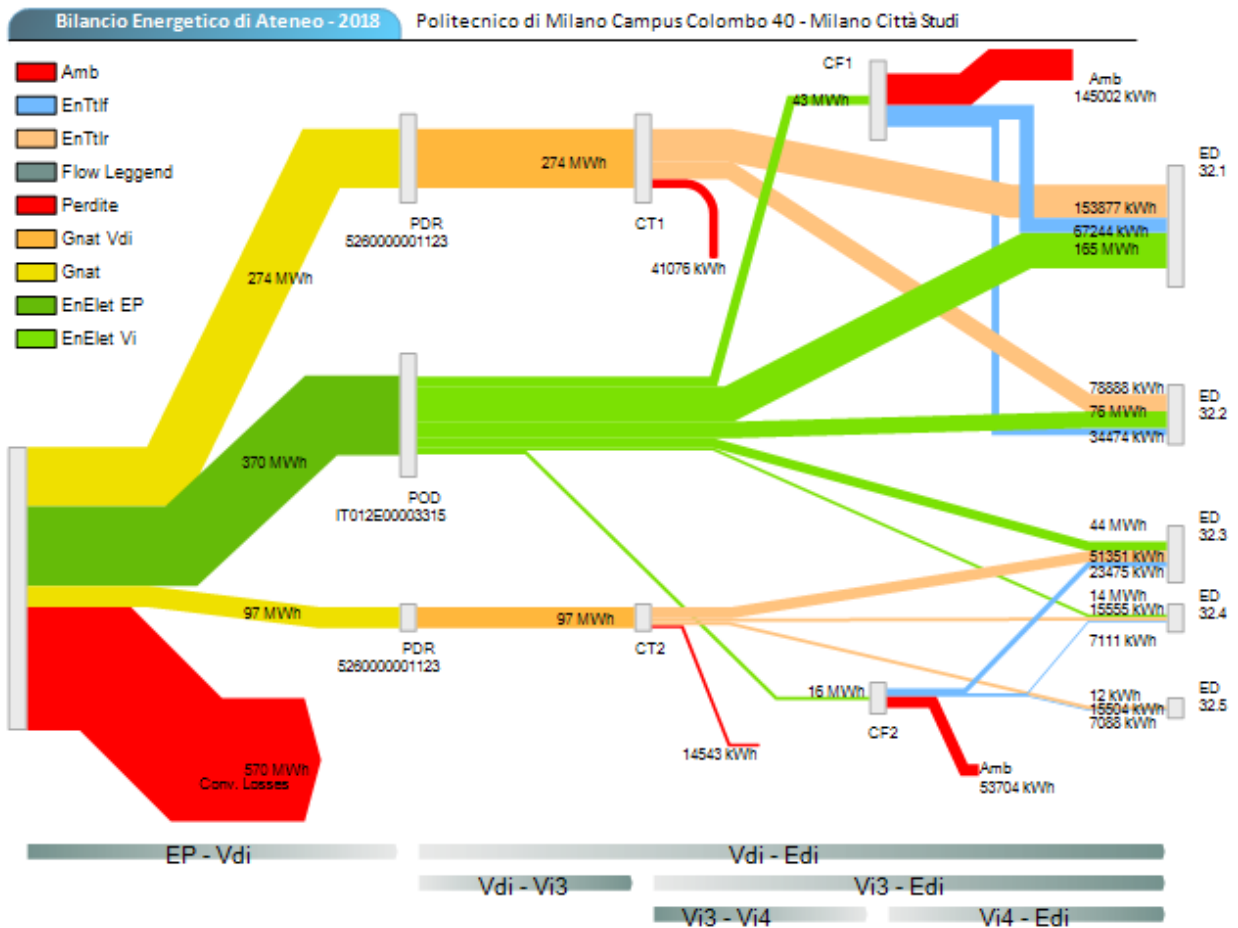 Bilancio Energetico di Ateneo - 2018 Politecnico di Milano Campus Colombo 40 - Milano Città Studi
Amb
EnTtlf
EnTtlr
Flow Leggend
Perdite
Gnat Vdi
Gnat
EnElet EP
EnElet Vi
CF1
43 MWh
Amb
145002 kWh
274 MWh
PDR
5260000001123
274 MWh
CT1
41076 kWh
ED
32.1
153877 kWh
67244 kWh
165 MWh
370 MWh
POD
IT012E00003315
78888 kWh
76 MWh
34474 kWh
ED
32.2
44 MWh
51351 kWh
23475 kWh
ED
32.3
97 MWh
PDR
5260000001123
97 MWh
CT2
14543 kWh
14 MWh
15555 kWh
7111 kWh
ED
32.4
16 MWh
CF2
Amb
53704 kWh
12 kWh
15504 kWh
7088 kWh
ED
32.5
570 MWh
Conv. Losses
EP - Vdi
Vdi - Edi
Vdi - Vi3
Vi3 - Edi
Vi3 - Vi4
Vi4 - Edi